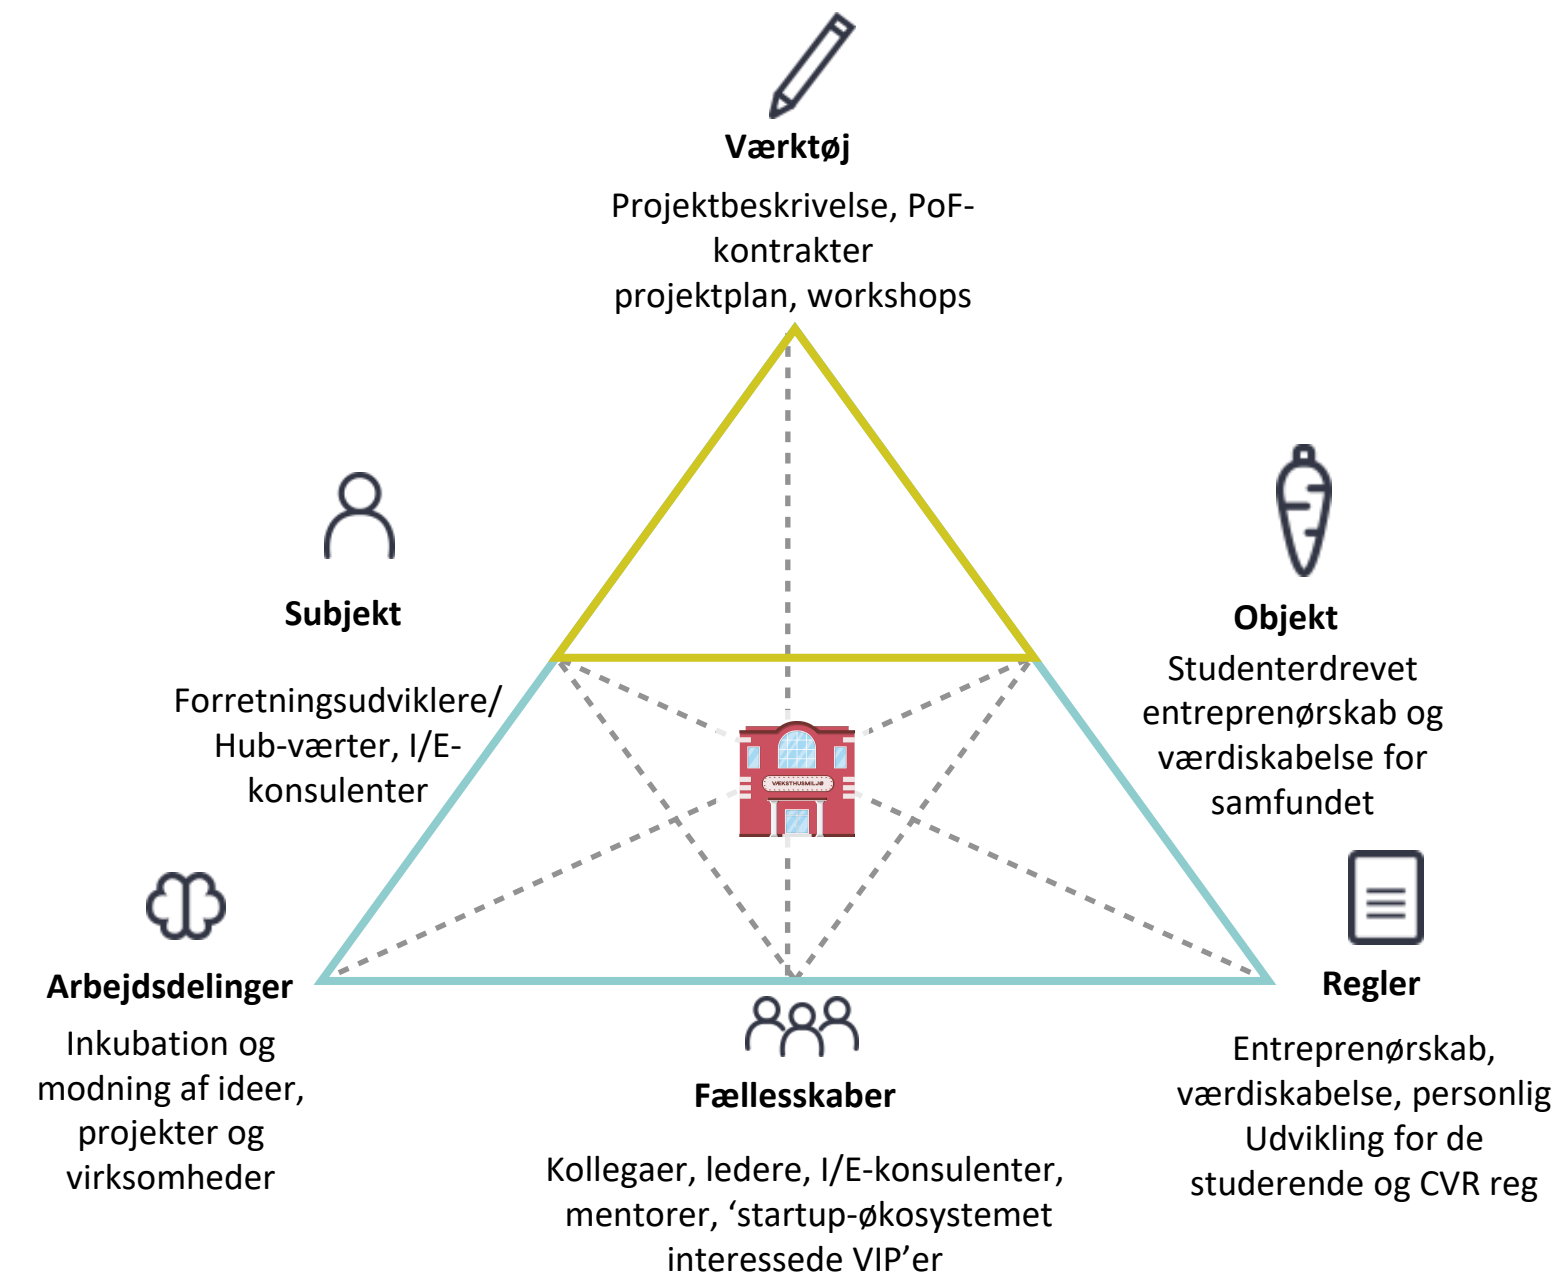 Værktøj
Projektbeskrivelse, PoF-
kontrakter
projektplan, workshops
Subjekt
Forretningsudviklere/
Hub-værter, I/E-
konsulenter
Objekt
Studenterdrevet
entreprenørskab og
værdiskabelse for
samfundet
VÆKSTHUSMILJØ
Arbejdsdelinger
Inkubation og
modning af ideer,
projekter og
virksomheder
Fællesskaber
Kollegaer, ledere, I/E-konsulenter,
mentorer, ‘startup-økosystemet
interessede VIP’er
Regler
Entreprenørskab,
værdiskabelse, personlig
Udvikling for de
studerende og CVR reg